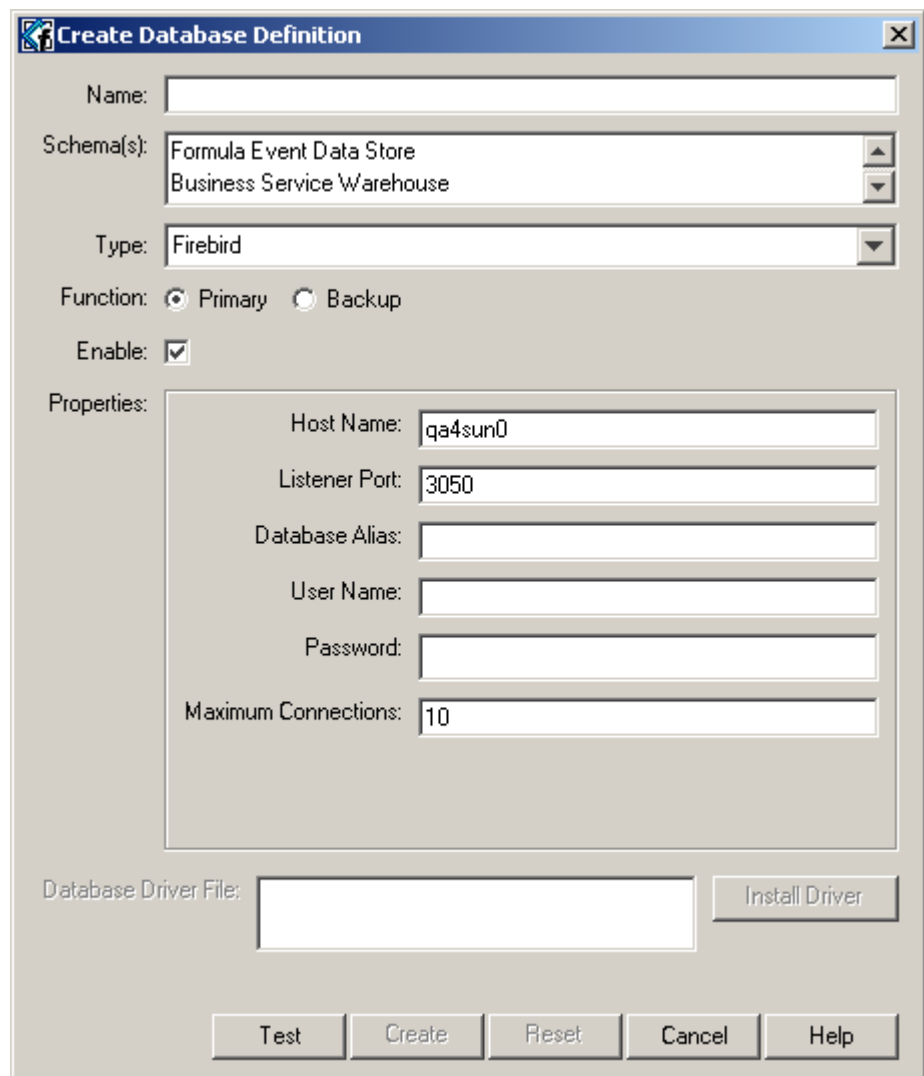 Create Database Definition
Name:
Schema(s): Formula Event Data Store
Business Service Warehouse
Type: Firebird
Function: Primary Backup
Enable:
Properties:
Host Name: qa4sun0
Listener Port: 3050
Database Alias:
User Name:
Password:
Maximum Connections: 10
Database Driver File: Install Driver
Test Create Reset Cancel Help